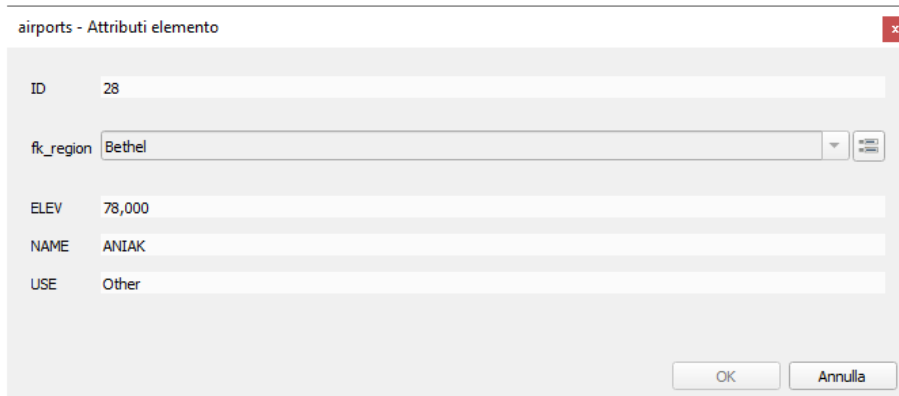 airports - Attributi elemento
x
ID 28
fk_region Bethel
ELEV 78,000
NAME ANIAK
USE Other
OK Annulla